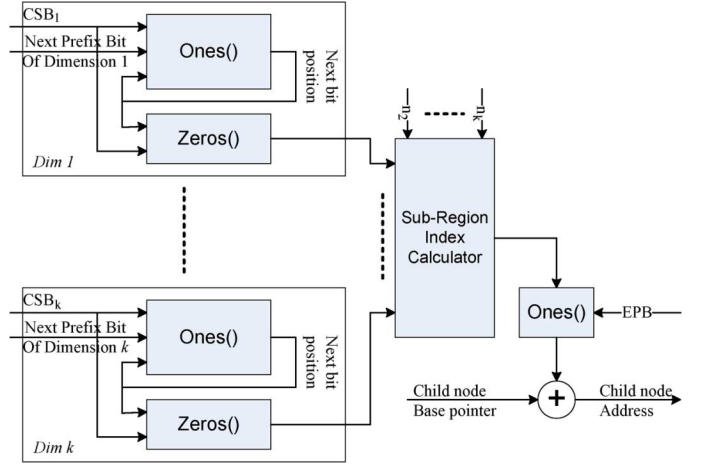 CSB1
Next Prefix Bit
Of Dimension 1
Ones()
Next bit
position
Zeros()
Dim 1
n2
nk
Sub-Region
Index
Calculator
CSBk
Next Prefix Bit
Of Dimension k
Ones()
Next bit
position
Zeros()
Dim k
Ones()
EPB
Child node
Base pointer
+
Child node
Address